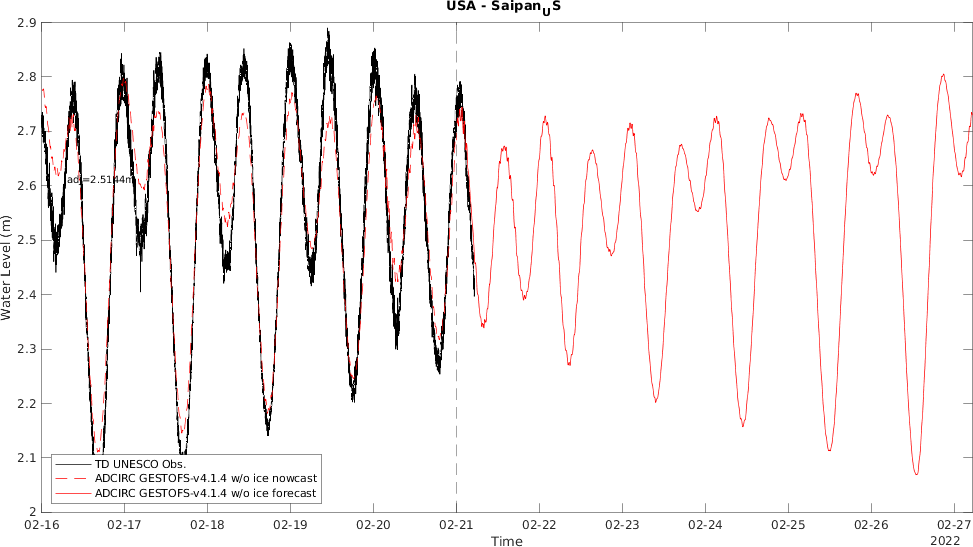 USA - Saipan_US
2.9
2.8
2.7
2.6
2.5
2.4
2.3
2.2
2.1
2
Water Level (m)
adj=2.5144m
TD UNESCO Obs.
ADCIRC GESTOFS-v4.1.4 w/o ice nowcast
ADCIRC GESTOFS-v4.1.4 w/o ice forecast
02-16 02-17 02-18 02-19 02-20 02-21 02-22 02-23 02-24 02-25 02-26 02-27
Time
2022